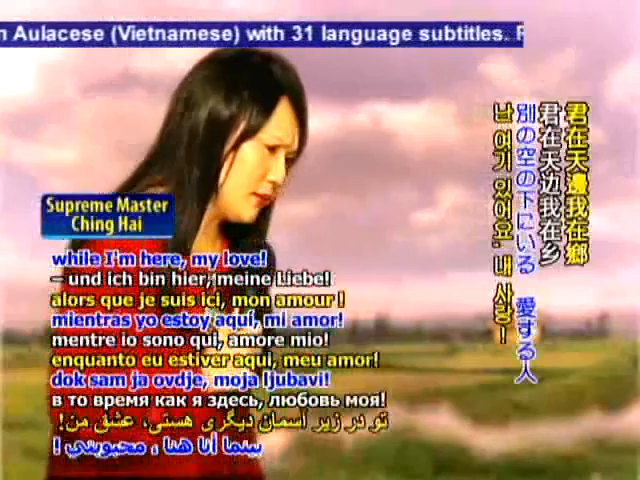 n Aulacese (Vietnamese) with 31 language subtitles.
君在天邊我在鄉
君在天边我在乡
別の空の下にいる 愛する人
난 여기 있어요, 내 사랑!
Supreme Master
Ching Hai
while I'm here, my love!
– und ich bin hier, meine Liebe!
alors que je suis ici, mon amour !
mientras yo estoy aquí, mi amor!
mentre io sono qui, amore mio!
enquanto eu estiver aqui, meu amor!
dok sam ja ovdje, moja ljubavi!
в то время как я здесь, любовь моя!
تو در زیر آسمان دیگری هستی، عشق من!
بينما أنا هنا ، محبوبتي !